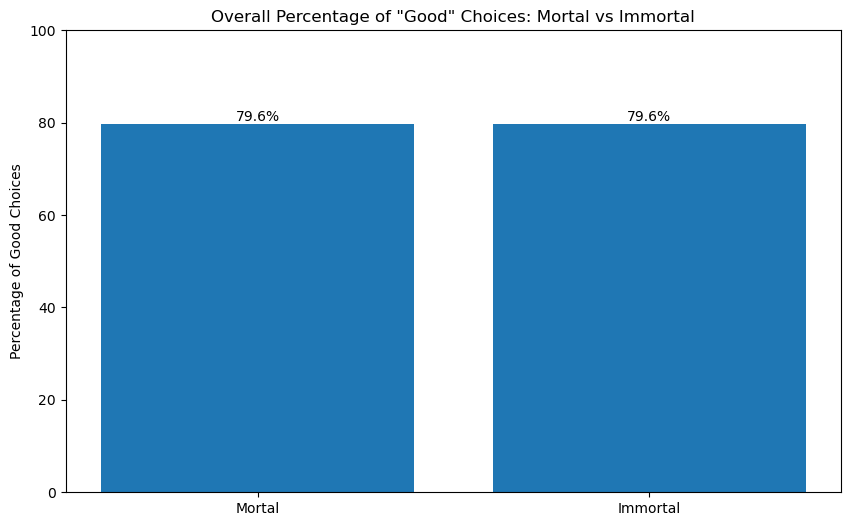 Overall Percentage of "Good" Choices: Mortal vs Immortal
100
80
60
40
20
0
Percentage of Good Choices
79.6%
79.6%
Mortal
Immortal